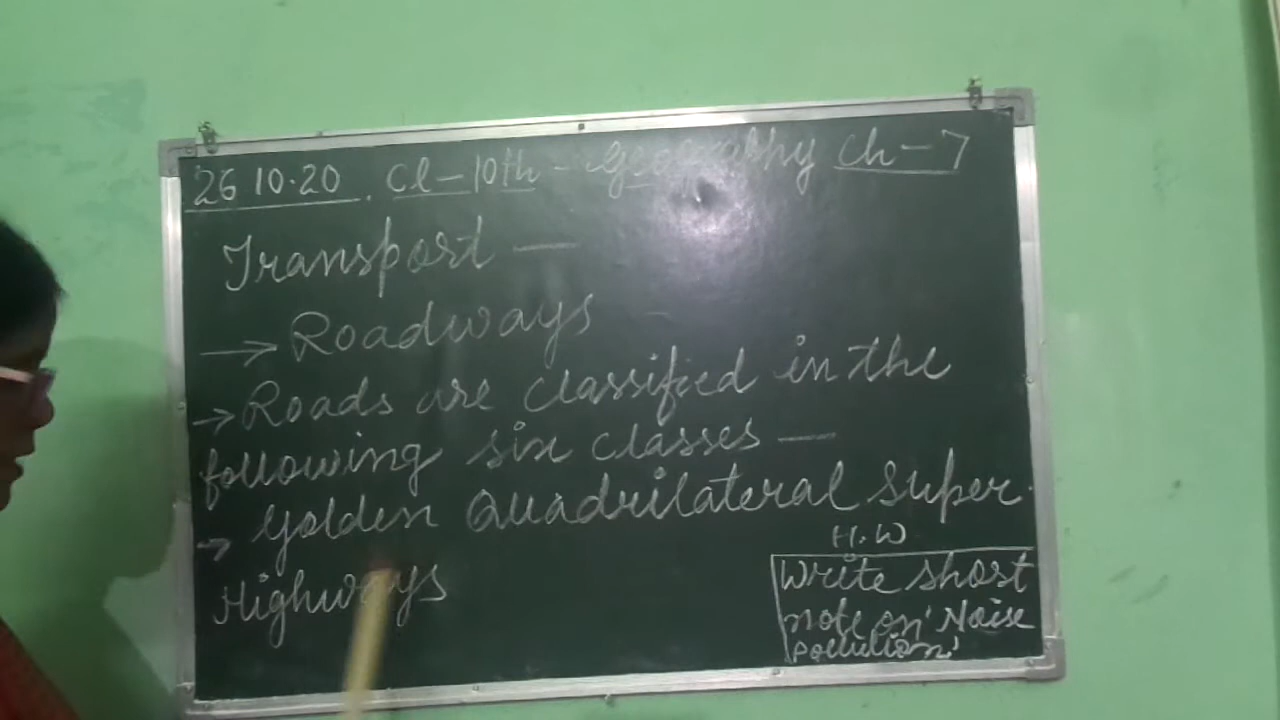 26 10.20 . Cl-10th - Geography Ch-7
Transport —
→ Roadways
→ Roads are classified in the
following six classes —
→ Golden Quadrilateral Super
Highways
H.W
Write short
note on 'Noise
pollution'